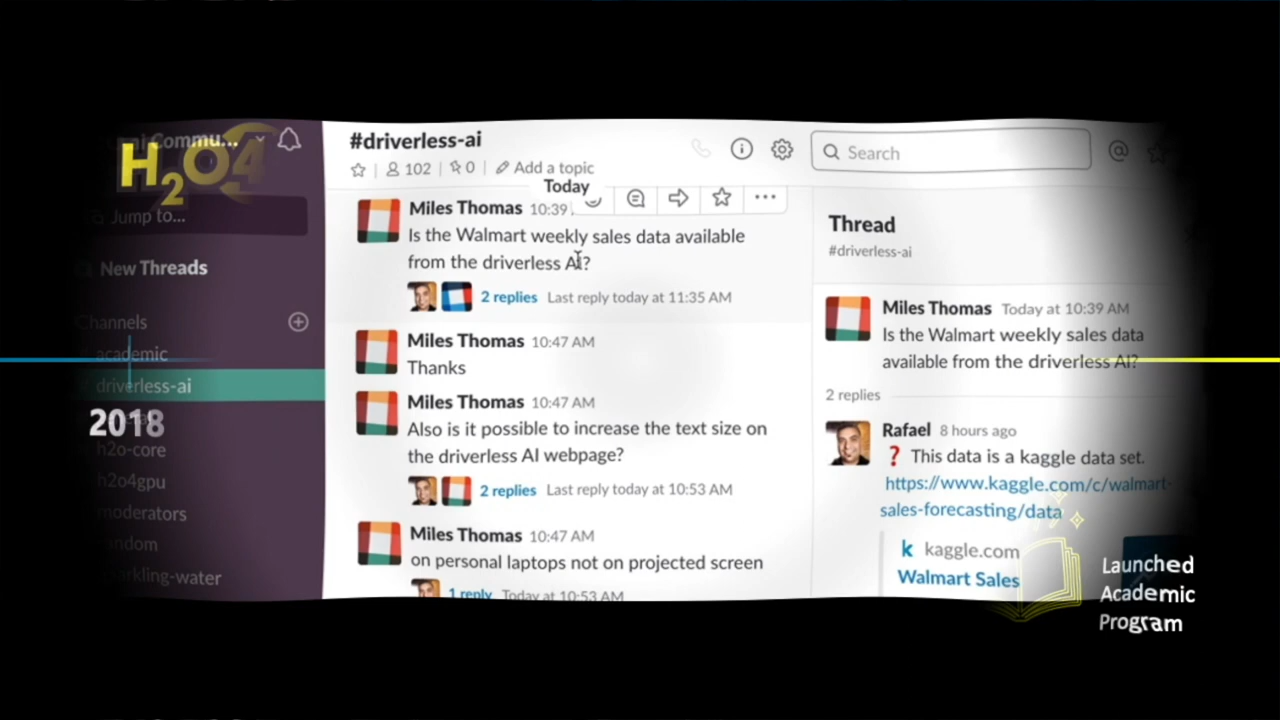 H2O4
Commu...
Jump to...
New Threads
Channels
academic
driverless-ai
2018
h2o-core
h2o4gpu
moderators
random
sparkling-water
#driverless-ai
102
0
Add a topic
Search
Today
Miles Thomas 10:39
Is the Walmart weekly sales data available
from the driverless AI?
2 replies Last reply today at 11:35 AM
Miles Thomas 10:47 AM
Thanks
Miles Thomas 10:47 AM
Also is it possible to increase the text size on
the driverless AI webpage?
2 replies Last reply today at 10:53 AM
Miles Thomas 10:47 AM
on personal laptops not on projected screen
1 reply Today at 10:53 AM
Thread
#driverless-ai
Miles Thomas Today at 10:39 AM
Is the Walmart weekly sales data
available from the driverless AI?
2 replies
Rafael 8 hours ago
❓ This data is a kaggle data set.
https://www.kaggle.com/c/walmart-
sales-forecasting/data
k kaggle.com
Walmart Sales
Launched
Academic
Program